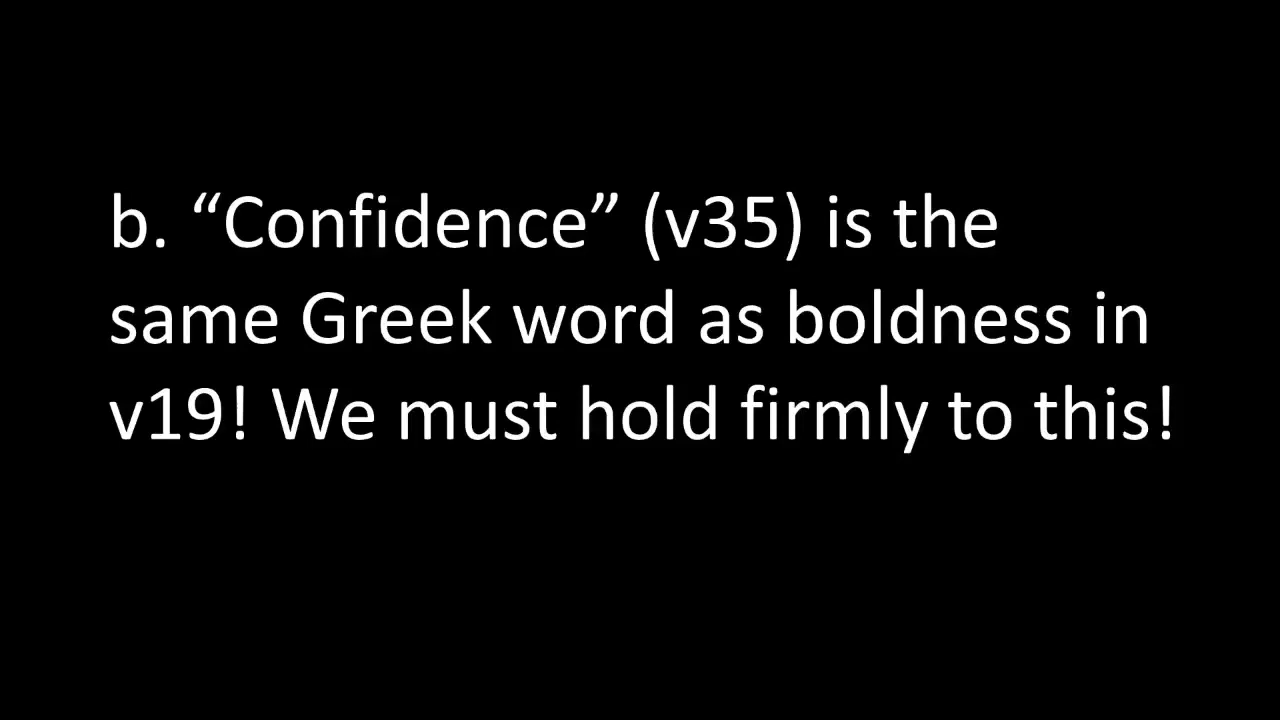 b. “Confidence” (v35) is the
same Greek word as boldness in
v19! We must hold firmly to this!